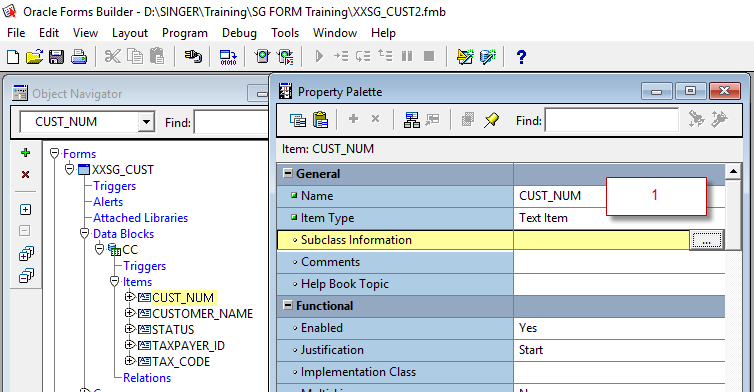 Oracle Forms Builder - D:\SINGER\Training\SG FORM Training\XXSG_CUST2.fmb
File Edit View Layout Program Debug Tools Window Help
Object Navigator
CUST_NUM
Find:
Forms
XXSG_CUST
Triggers
Alerts
Attached Libraries
Data Blocks
CC
Triggers
Items
CUST_NUM
CUSTOMER_NAME
STATUS
TAXPAYER_ID
TAX_CODE
Relations
Property Palette
Find:
Item: CUST_NUM
General
Name CUST_NUM
1
Item Type Text Item
Subclass Information ...
Comments
Help Book Topic
Functional
Enabled Yes
Justification Start
Implementation Class